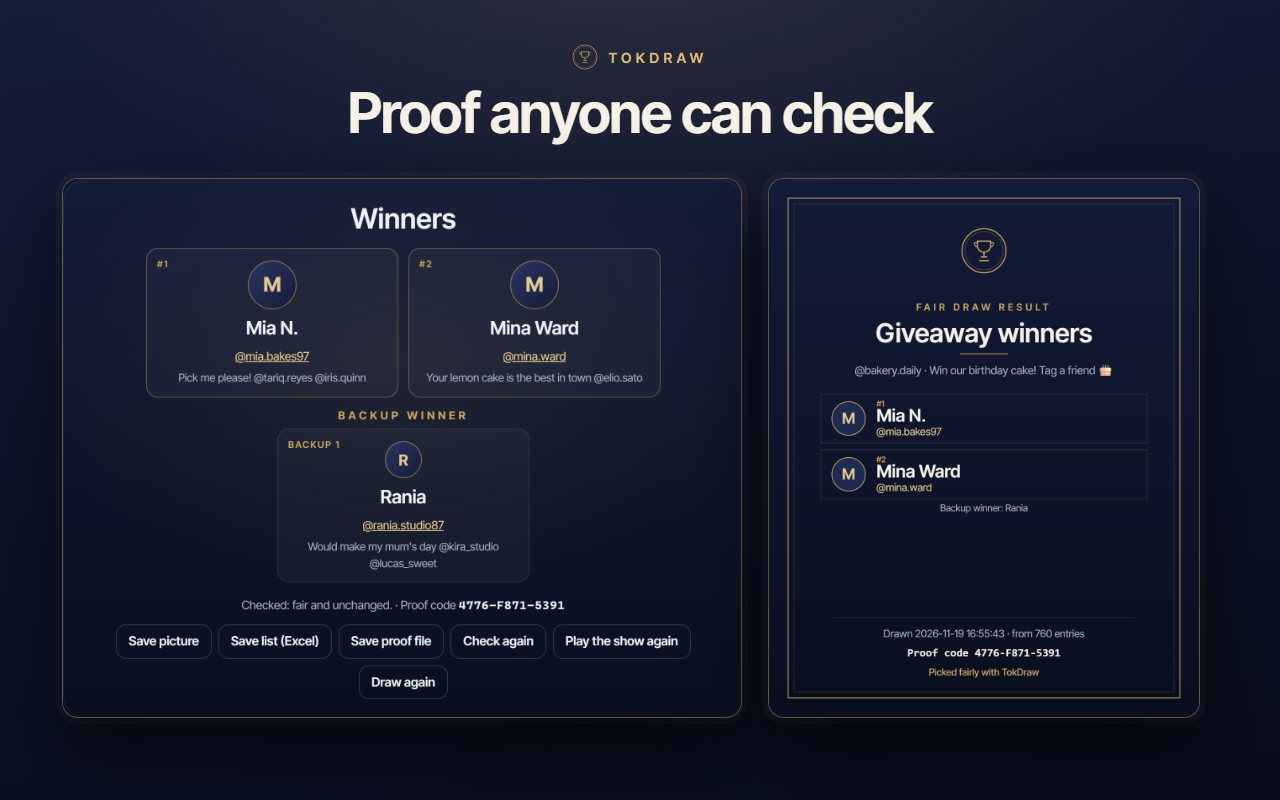 TOKDRAW
Proof anyone can check
Winners
#1
M
Mia N.
@mia.bakes97
Pick me please! @tariq.reyes @iris.quinn
#2
M
Mina Ward
@mina.ward
Your lemon cake is the best in town @elio.sato
BACKUP WINNER
BACKUP 1
R
Rania
@rania.studio87
Would make my mum's day @kira_studio
@lucas_sweet
Checked: fair and unchanged. · Proof code 4776-F871-5391
Save picture
Save list (Excel)
Save proof file
Check again
Play the show again
Draw again
FAIR DRAW RESULT
Giveaway winners
@bakery.daily · Win our birthday cake! Tag a friend 🎂
M
#1
Mia N.
@mia.bakes97
M
#2
Mina Ward
@mina.ward
Backup winner: Rania
Drawn 2026-11-19 16:55:43 · from 760 entries
Proof code 4776-F871-5391
Picked fairly with TokDraw